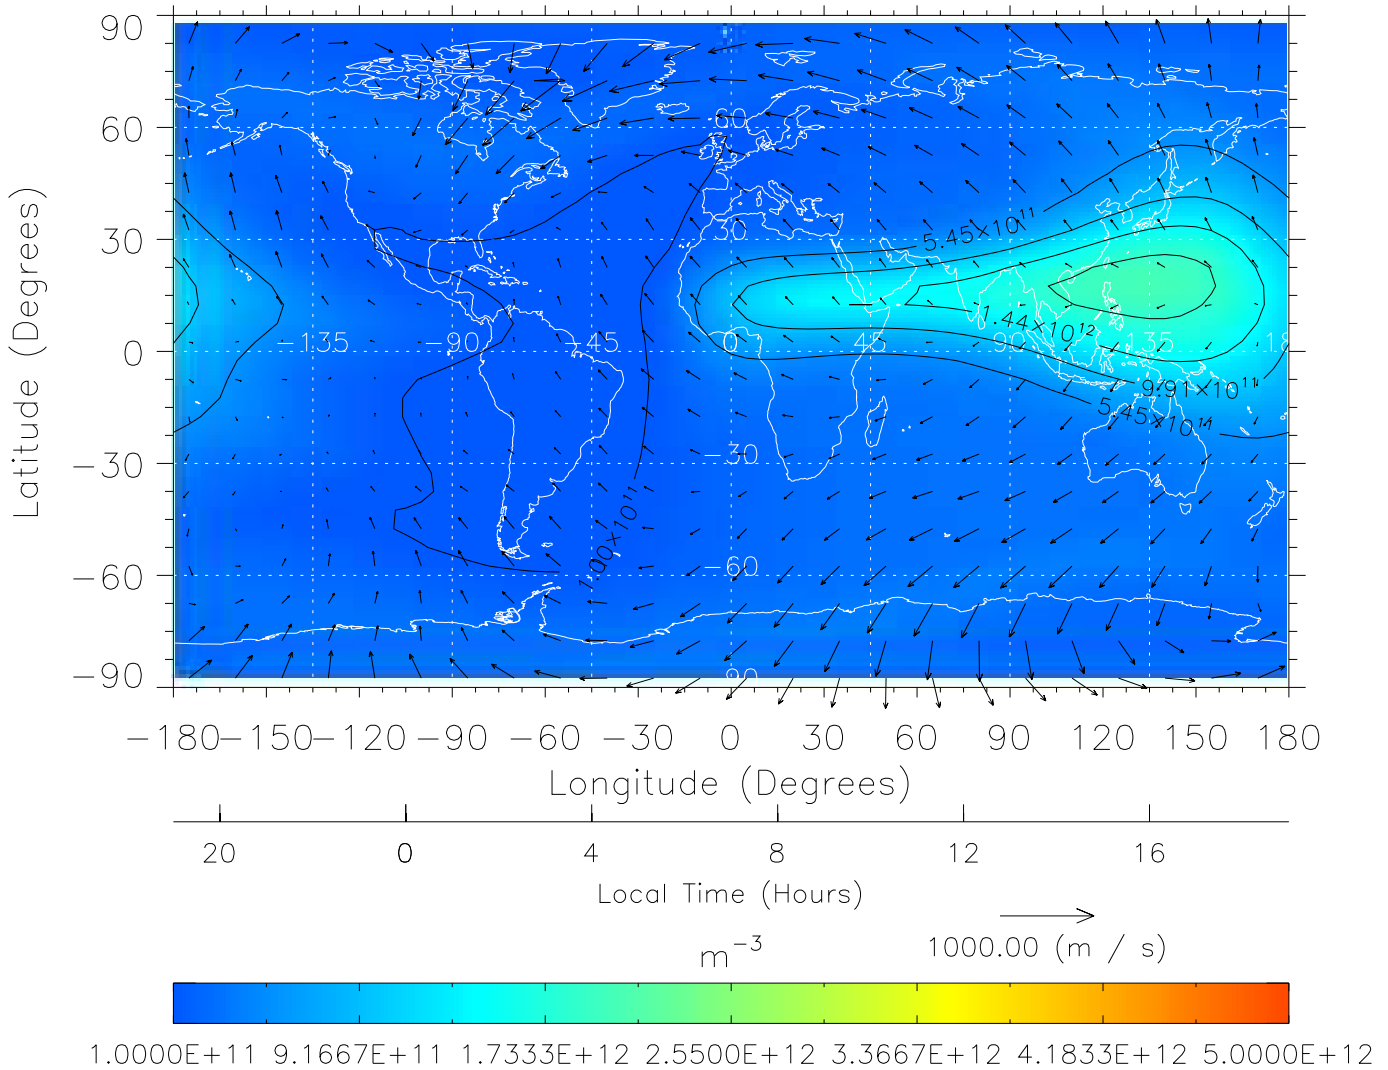 90
60
30
0
−30
−60
−90
Latitude (Degrees)
60
30
−135 −90 −45 0 45 90 135 18
−30
−60
−90
5.45×10¹¹
1.44×10¹²
9.91×10¹¹
5.45×10¹¹
1.00×10¹¹
−180 −150 −120 −90 −60 −30 0 30 60 90 120 150 180
Longitude (Degrees)
20 0 4 8 12 16
Local Time (Hours)
1000.00 (m / s)
m⁻³
1.0000E+11 9.1667E+11 1.7333E+12 2.5500E+12 3.3667E+12 4.1833E+12 5.0000E+12